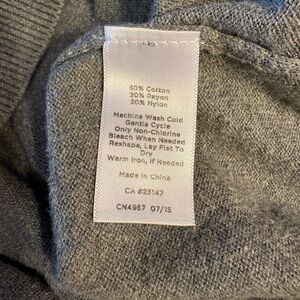 60% Cotton
20% Rayon
20% Nylon
Machine Wash Cold
Gentle Cycle
Only Non-Chlorine
Bleach When Needed
Reshape, Lay Flat To
Dry
Warm Iron, if Needed
Made in China
CA #23147
CN4957 07/15